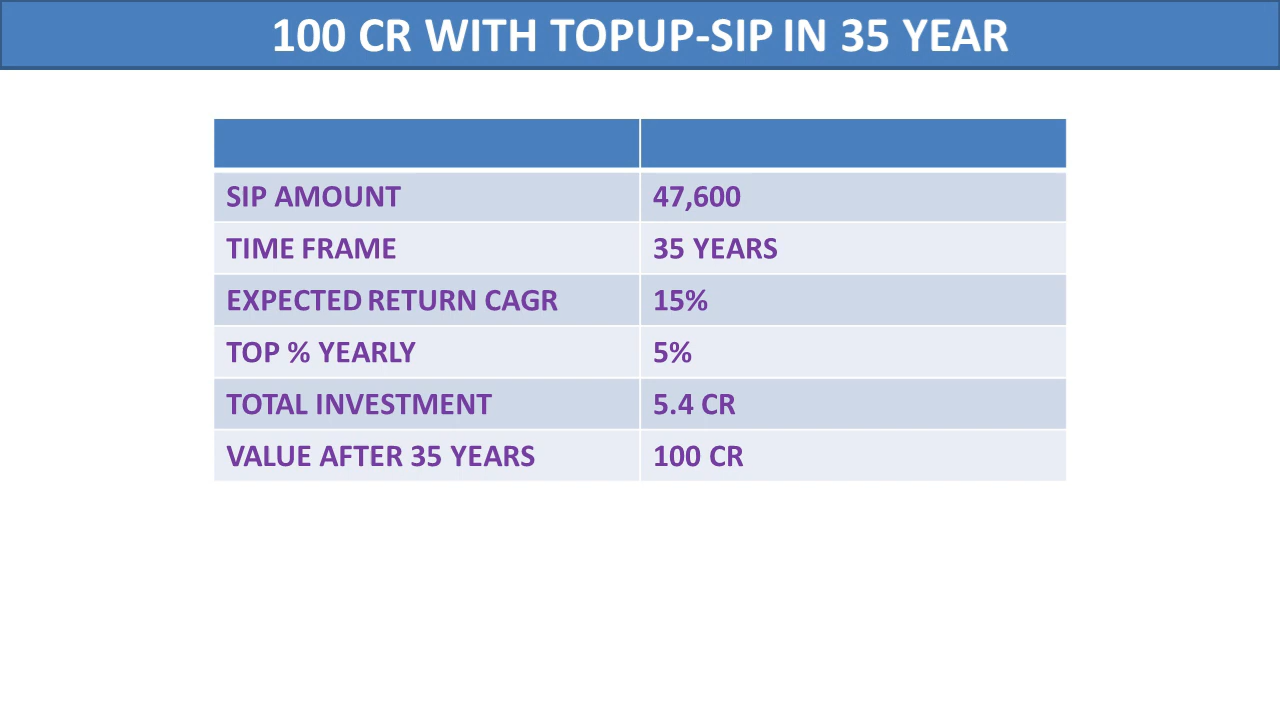 100 CR WITH TOPUP-SIP IN 35 YEAR
SIP AMOUNT 47,600
TIME FRAME 35 YEARS
EXPECTED RETURN CAGR 15%
TOP % YEARLY 5%
TOTAL INVESTMENT 5.4 CR
VALUE AFTER 35 YEARS 100 CR